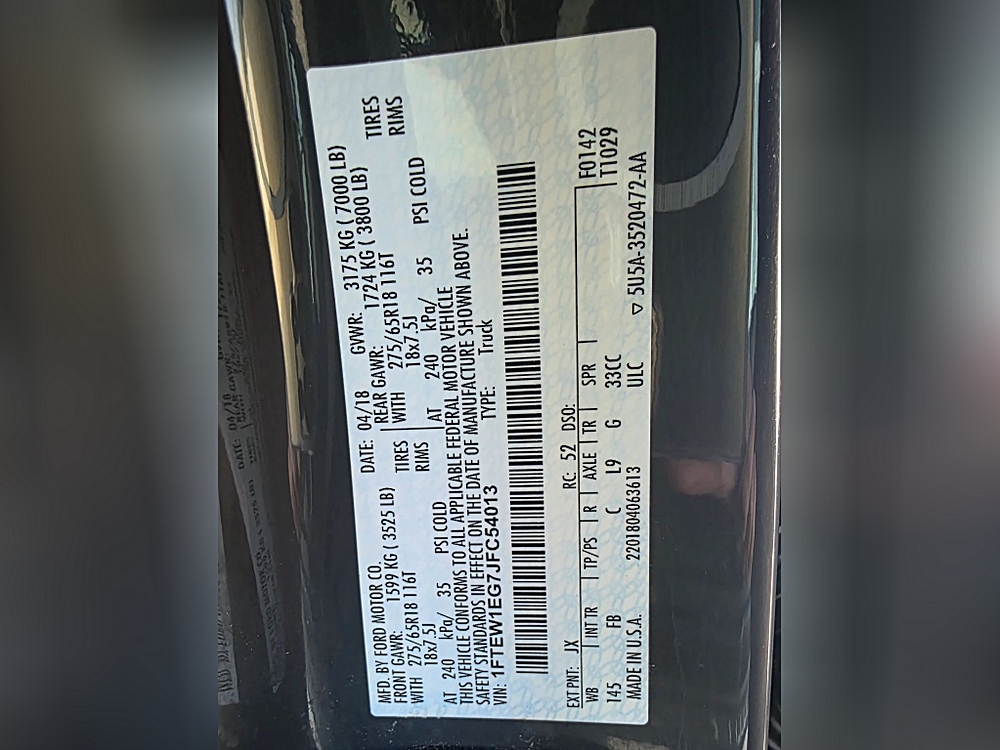 MFD. BY FORD MOTOR CO.
DATE: 04/18 GVWR: 3175 KG ( 7000 LB)
FRONT GAWR: 1599 KG ( 3525 LB) REAR GAWR: 1724 KG ( 3800 LB)
WITH 275/65R18 116T TIRES WITH 275/65R18 116T TIRES
18x7.5J RIMS 18x7.5J RIMS
AT 240 kPa/ 35 PSI COLD AT 240 kPa/ 35 PSI COLD
THIS VEHICLE CONFORMS TO ALL APPLICABLE FEDERAL MOTOR VEHICLE
SAFETY STANDARDS IN EFFECT ON THE DATE OF MANUFACTURE SHOWN ABOVE.
VIN: 1FTEW1EG7JFC54013 TYPE: Truck
EXT PNT: JX RC: 52 DSO: F0142
WB INT TR TP/PS R AXLE TR SPR T1029
145 FB C L9 G 33CC
ULC
MADE IN U.S.A. 2201804063613 5U5A-3520472-AA